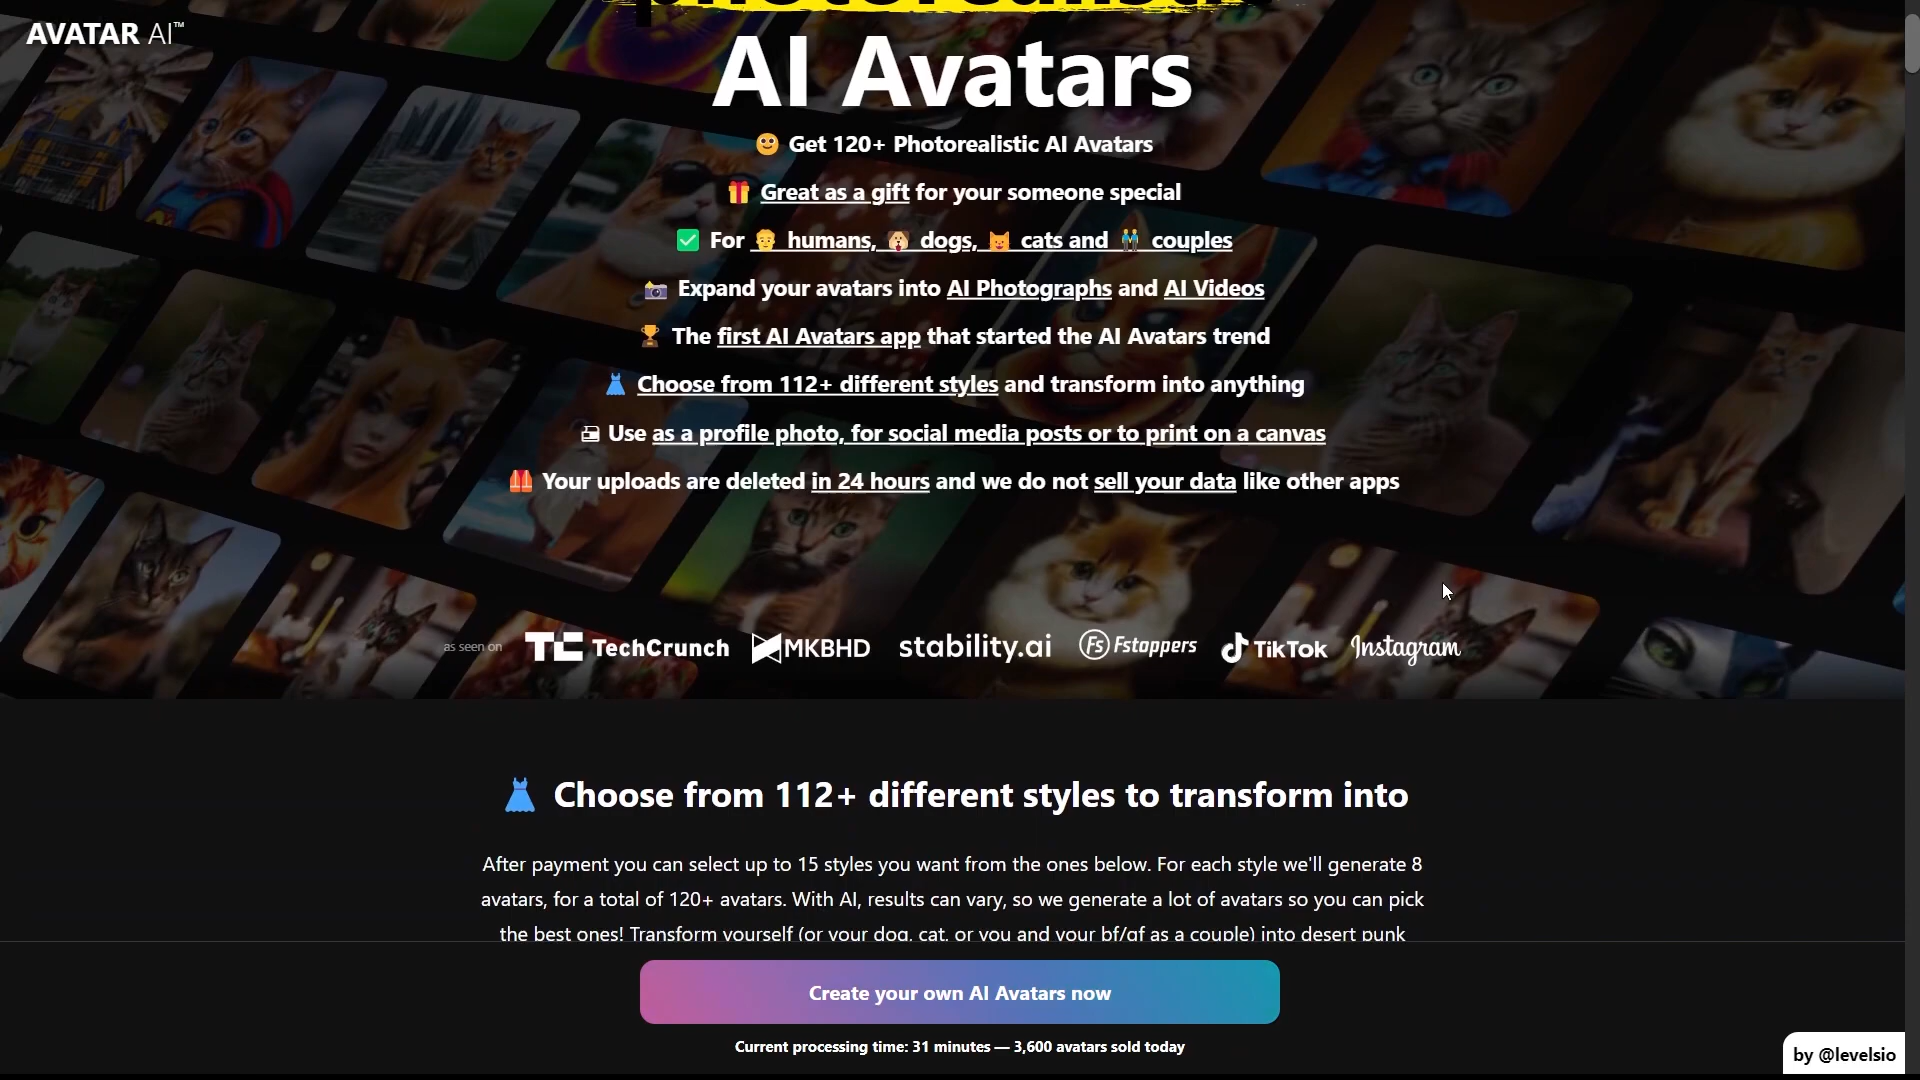 AVATAR AI™
AI Avatars
Get 120+ Photorealistic AI Avatars
Great as a gift for your someone special
For humans, dogs, cats and couples
Expand your avatars into AI Photographs and AI Videos
The first AI Avatars app that started the AI Avatars trend
Choose from 112+ different styles and transform into anything
Use as a profile photo, for social media posts or to print on a canvas
Your uploads are deleted in 24 hours and we do not sell your data like other apps
as seen on TC TechCrunch MKBHD stability.ai Fs Fstoppers TikTok Instagram
Choose from 112+ different styles to transform into
After payment you can select up to 15 styles you want from the ones below. For each style we'll generate 8
avatars, for a total of 120+ avatars. With AI, results can vary, so we generate a lot of avatars so you can pick
the best ones! Transform yourself (or your dog, cat, or you and your bf/gf as a couple) into desert punk
Create your own AI Avatars now
Current processing time: 31 minutes — 3,600 avatars sold today
by @levelsio